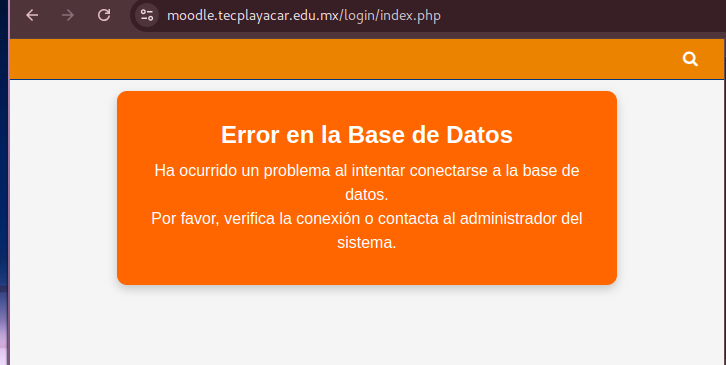 moodle.tecplayacar.edu.mx/login/index.php
Error en la Base de Datos
Ha ocurrido un problema al intentar conectarse a la base de
datos.
Por favor, verifica la conexión o contacta al administrador del
sistema.